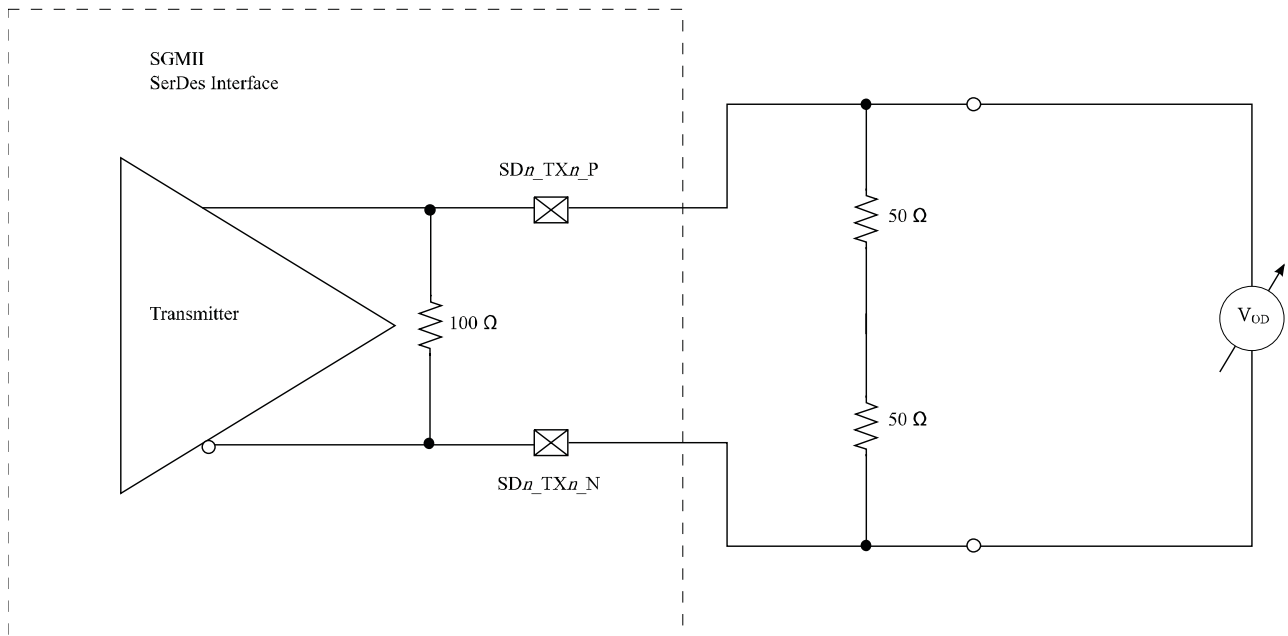 SGMII
SerDes Interface
SDn_TXn_P
50 Ω
Transmitter
100 Ω
VOD
50 Ω
SDn_TXn_N